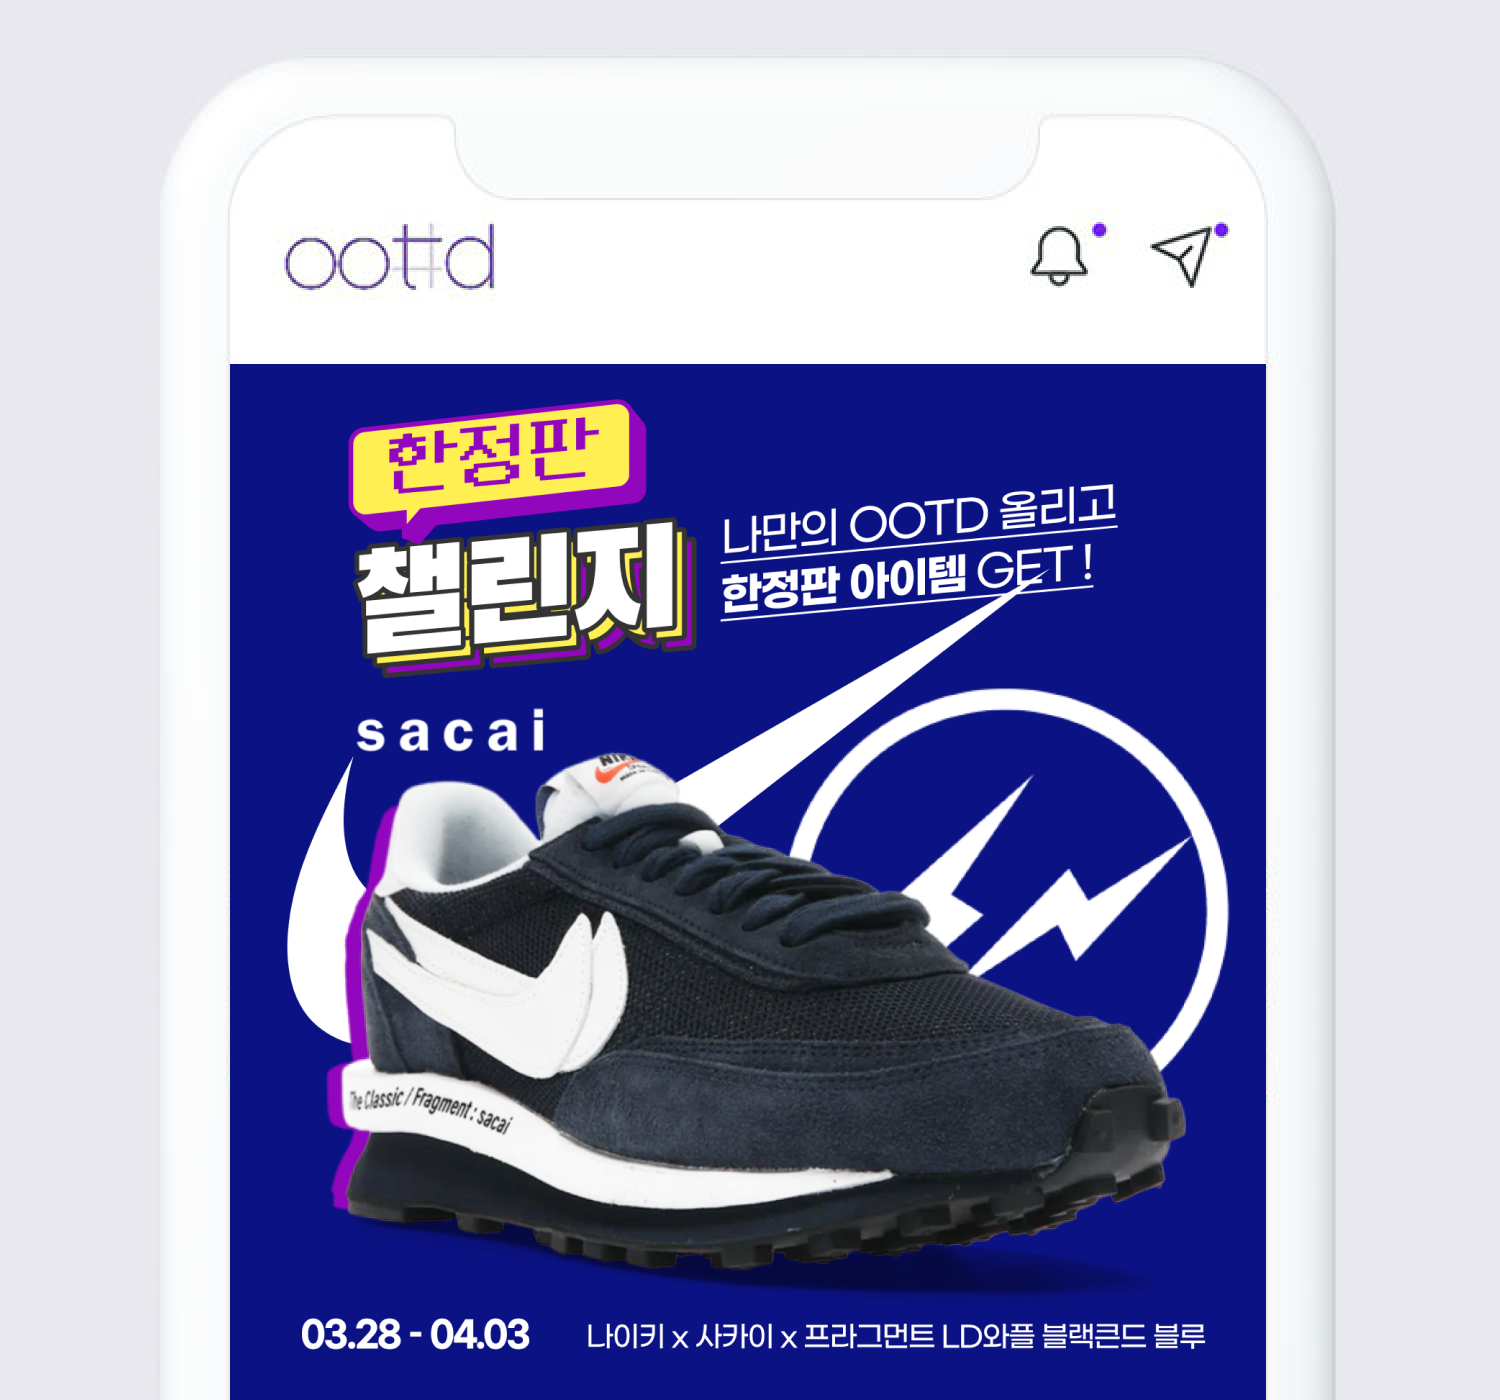 oottd
한정판
챌린지
나만의 OOTD 올리고
한정판 아이템 GET !
sacai
NIKE
The Classic / Fragment : sacai
03.28 - 04.03
나이키 x 사카이 x 프라그먼트 LD와플 블랙큰드 블루